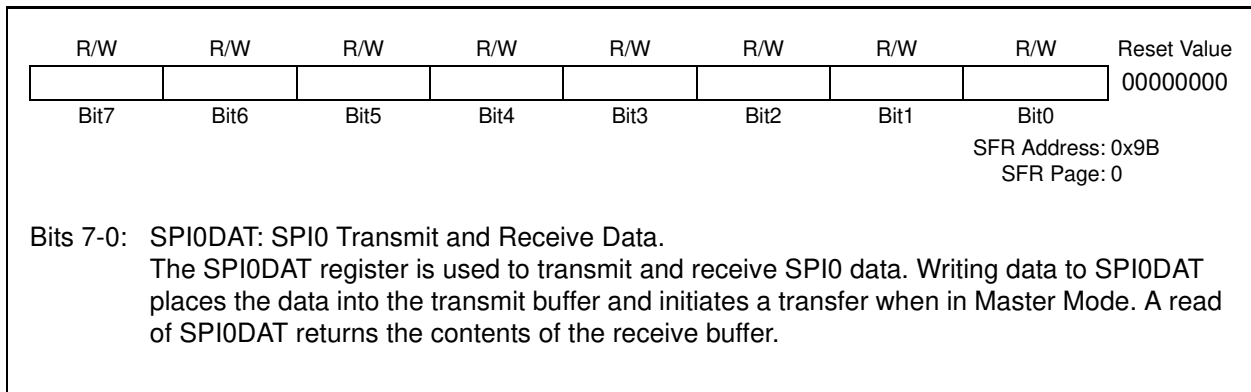 R/W R/W R/W R/W R/W R/W R/W R/W Reset Value
00000000
Bit7 Bit6 Bit5 Bit4 Bit3 Bit2 Bit1 Bit0
SFR Address: 0x9B
SFR Page: 0
Bits 7-0: SPI0DAT: SPI0 Transmit and Receive Data.
The SPI0DAT register is used to transmit and receive SPI0 data. Writing data to SPI0DAT
places the data into the transmit buffer and initiates a transfer when in Master Mode. A read
of SPI0DAT returns the contents of the receive buffer.